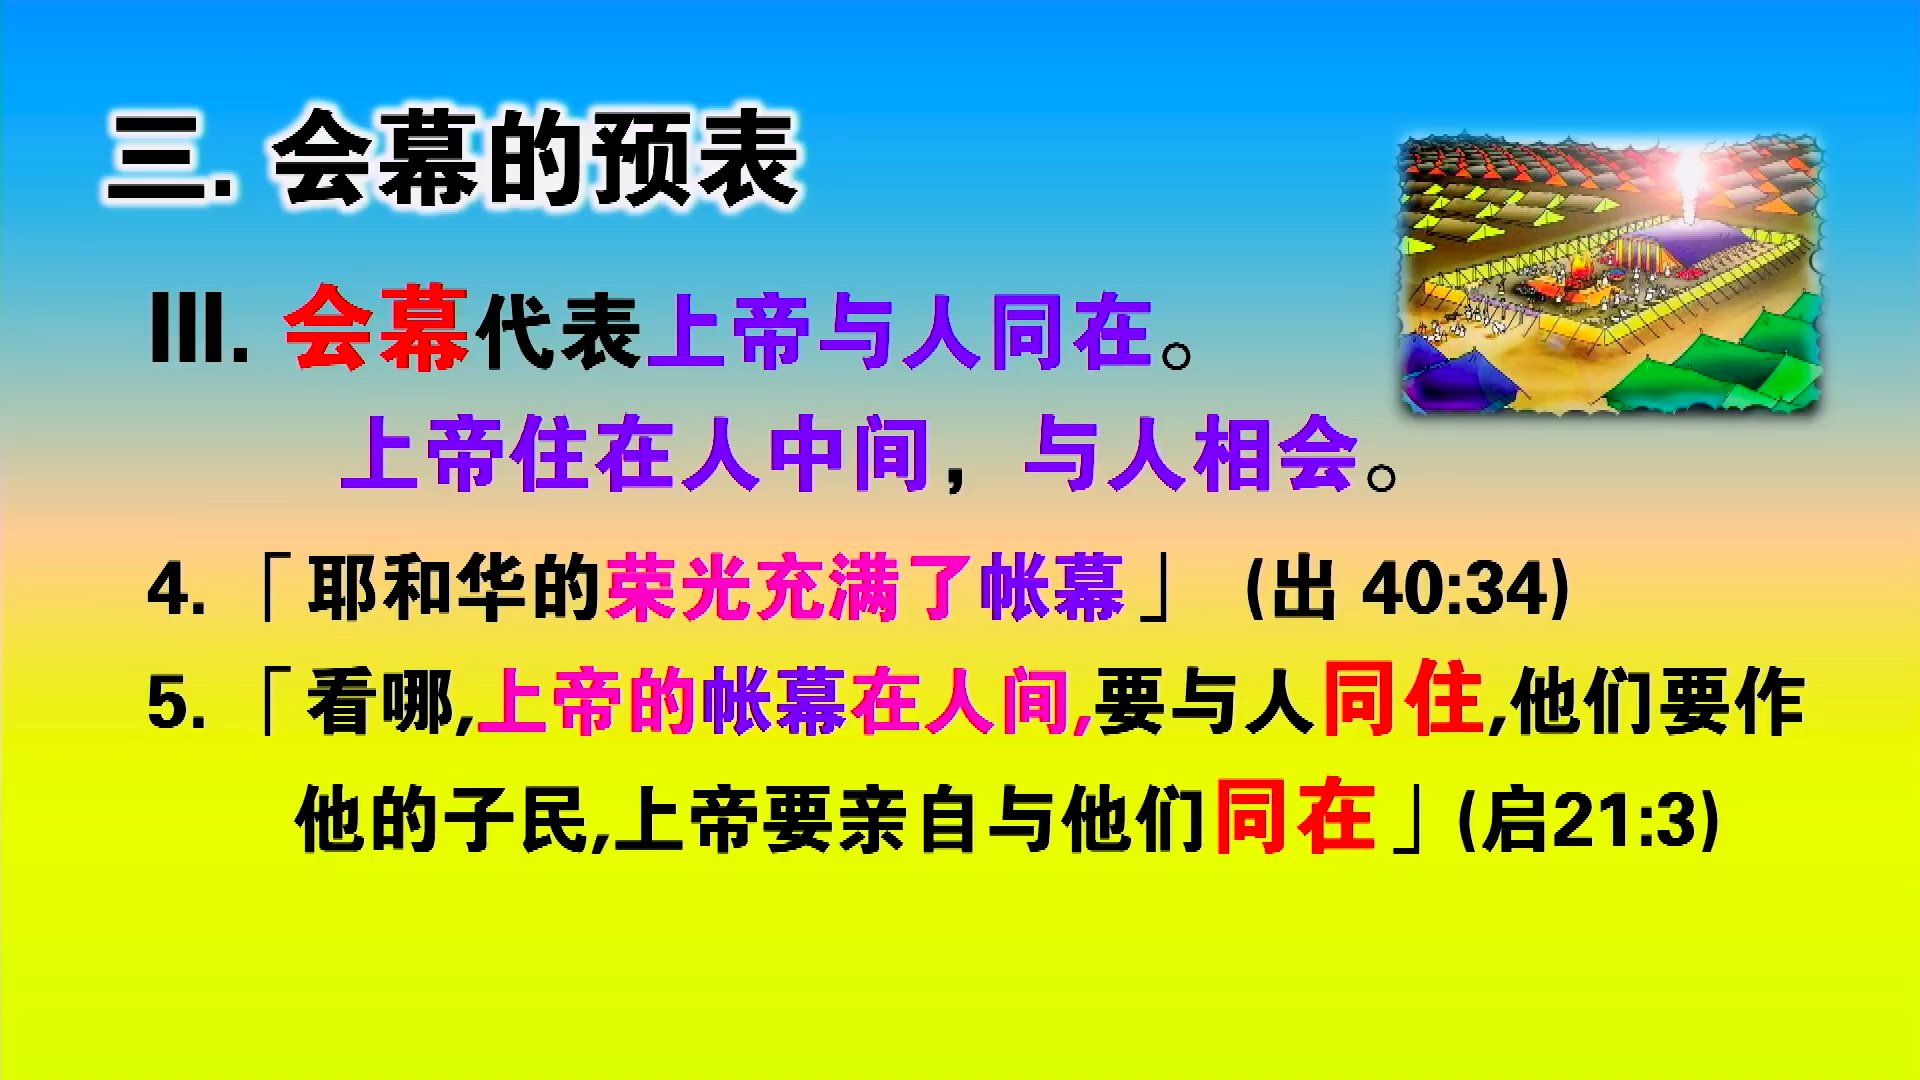 三. 会幕的预表
III. 会幕代表上帝与人同在。
上帝住在人中间，与人相会。
4. 「耶和华的荣光充满了帐幕」 (出 40:34)
5. 「看哪,上帝的帐幕在人间,要与人同住,他们要作
他的子民,上帝要亲自与他们同在」(启21:3)